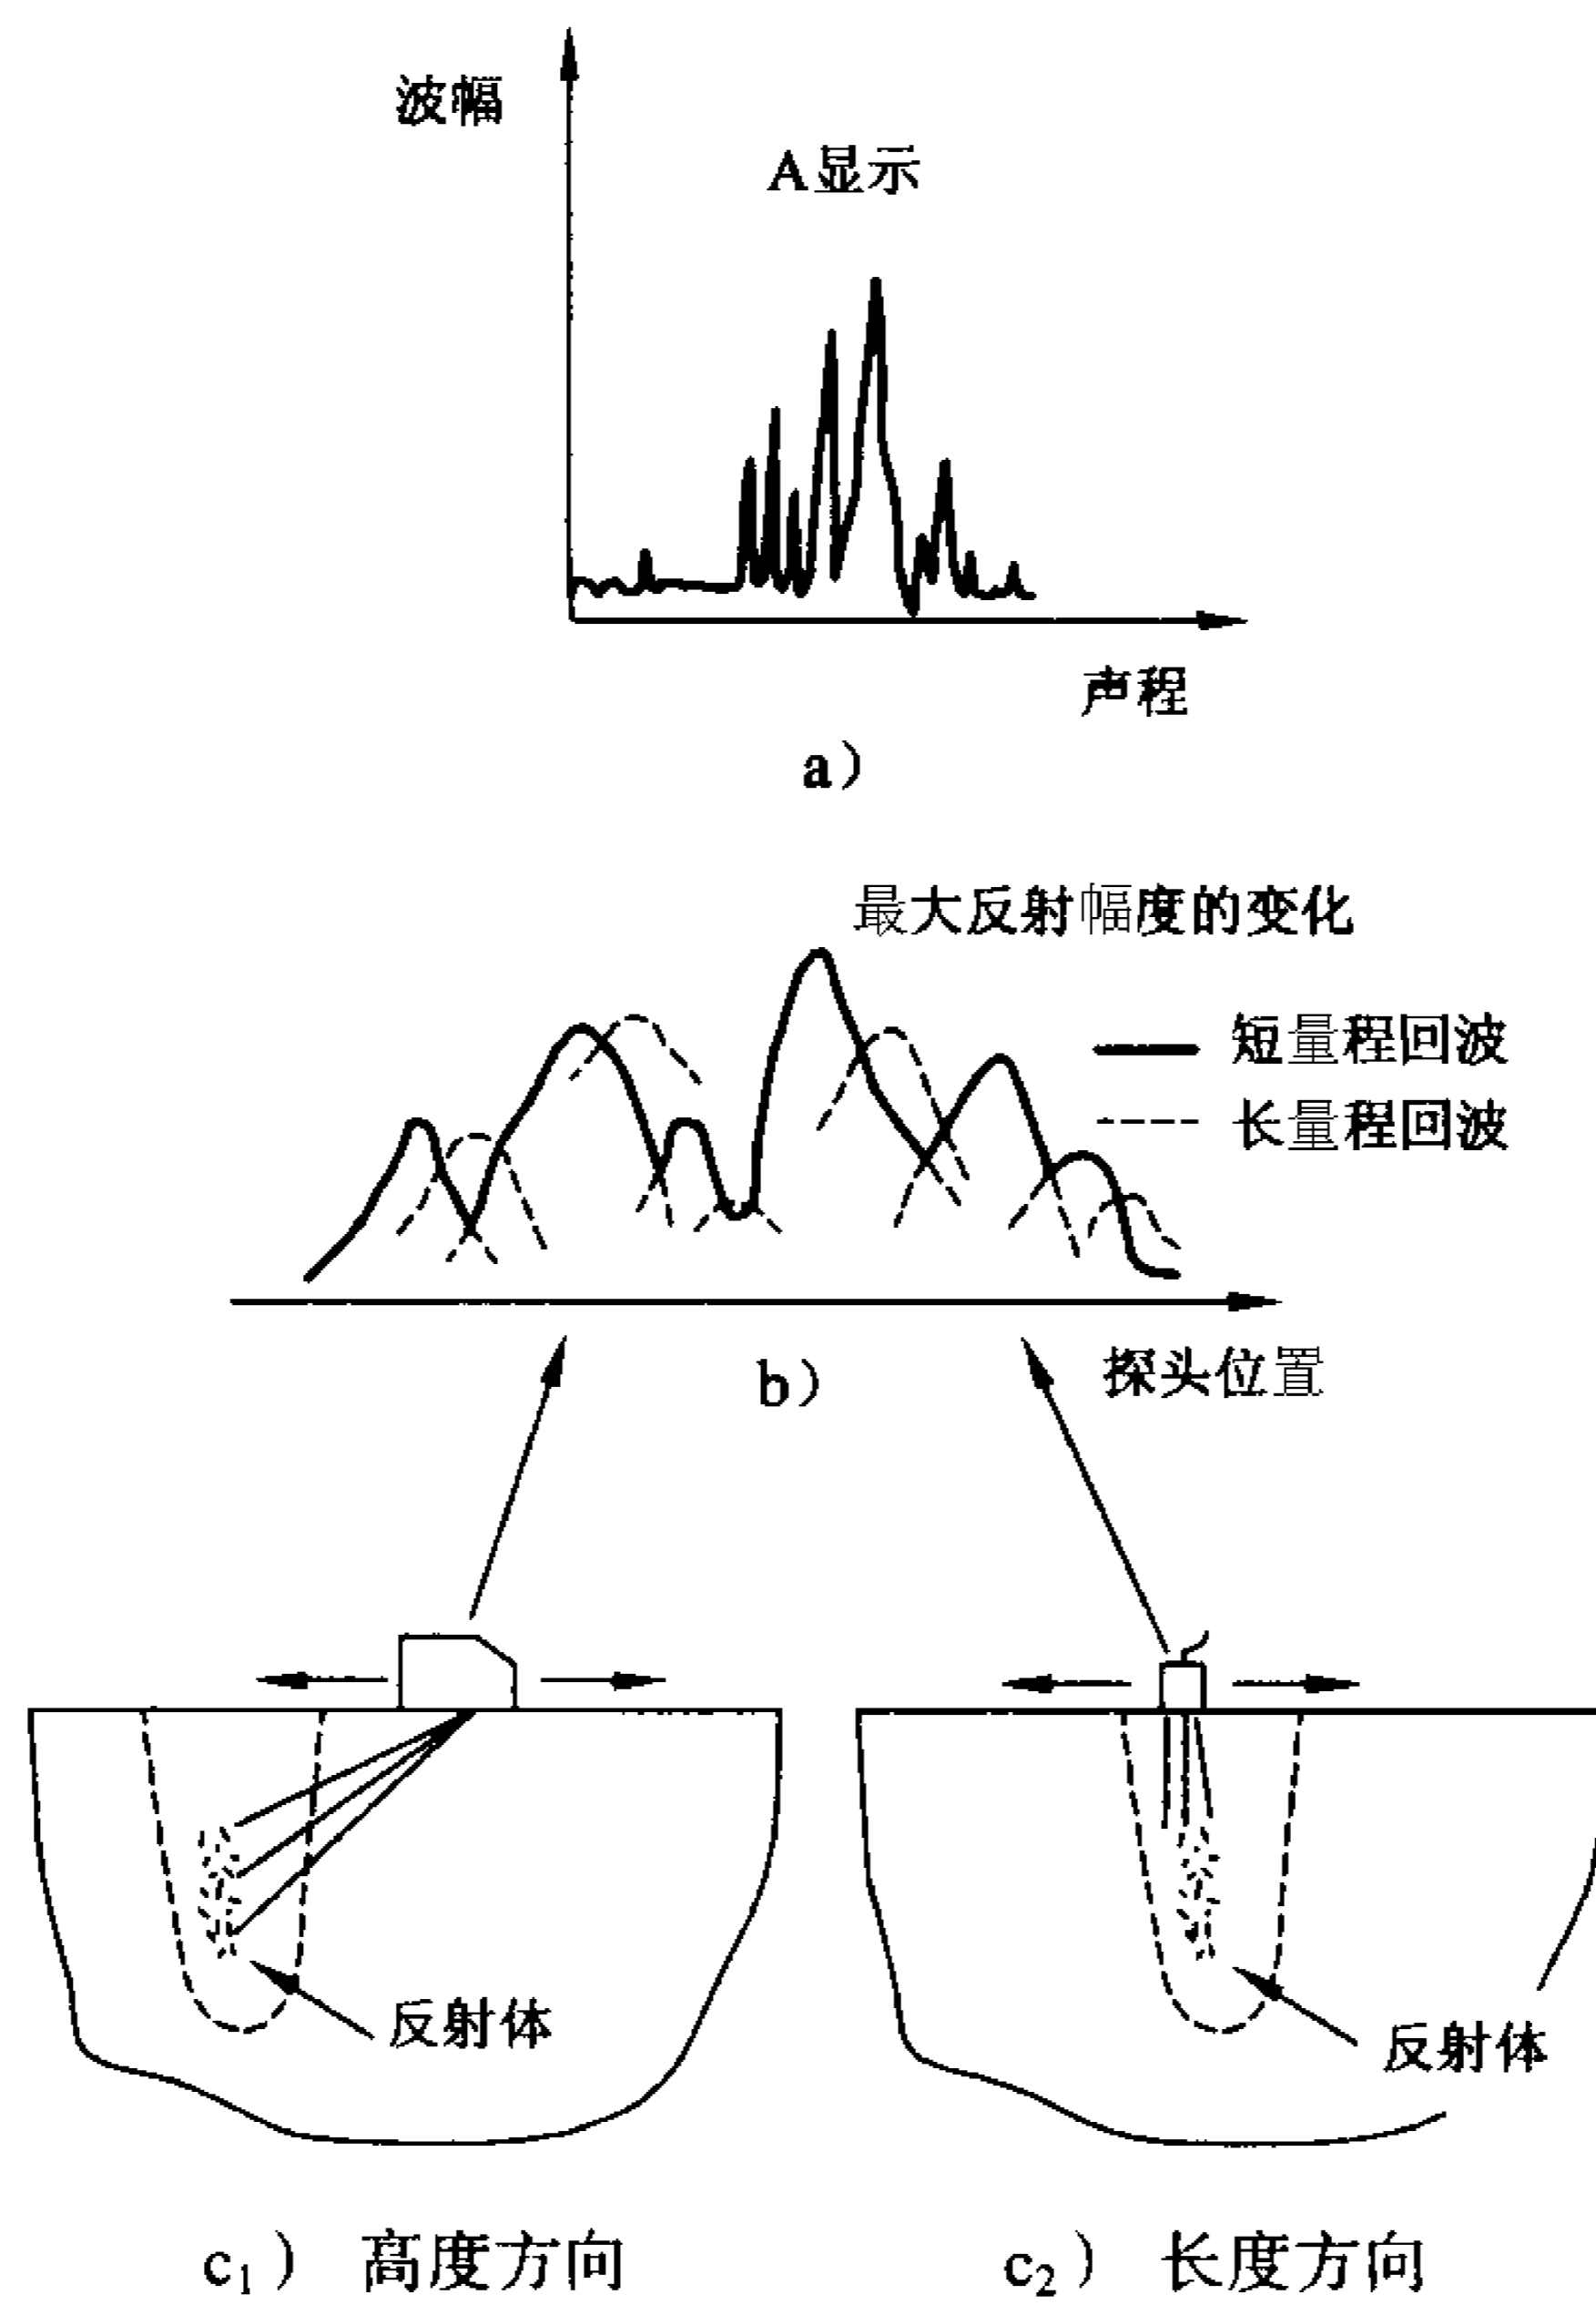 波幅
A显示
声程
a)
最大反射幅度的变化
短量程回波
长量程回波
探头位置
b)
反射体
反射体
c₁) 高度方向
c₂) 长度方向